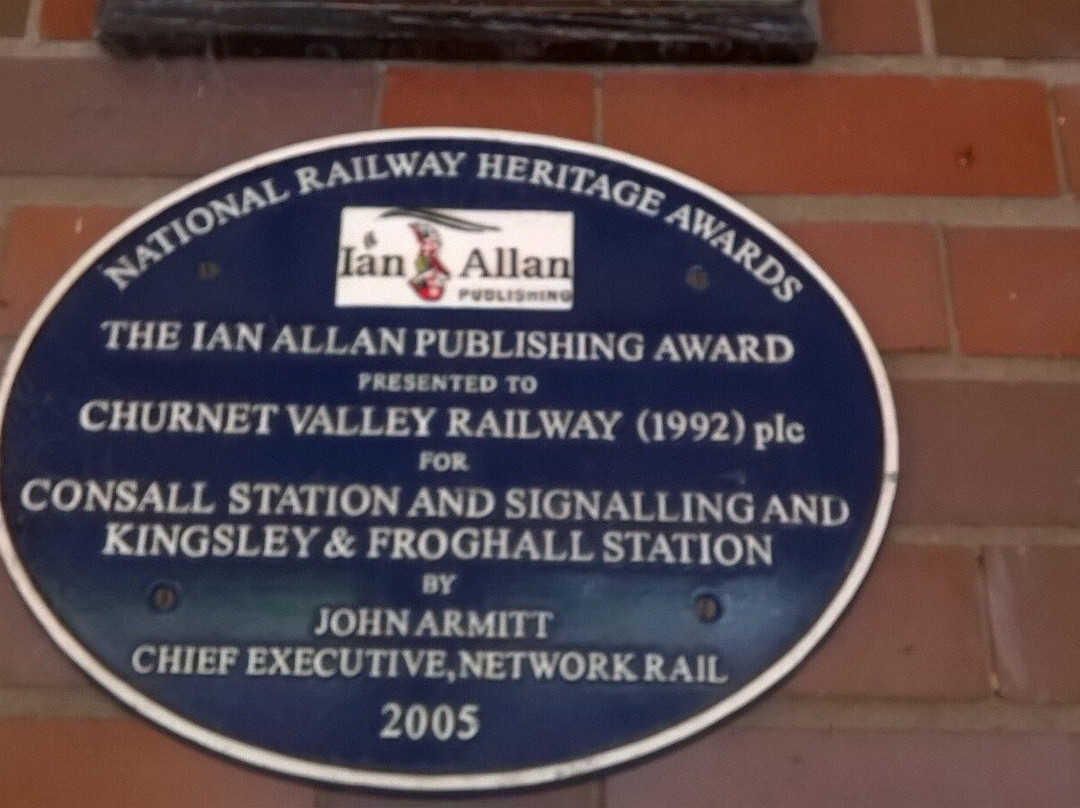 NATIONAL RAILWAY HERITAGE AWARDS
Ian Allan
PUBLISHING
THE IAN ALLAN PUBLISHING AWARD
PRESENTED TO
CHURNET VALLEY RAILWAY (1992) plc
FOR
CONSALL STATION AND SIGNALLING AND
KINGSLEY & FROGHALL STATION
BY
JOHN ARMITT
CHIEF EXECUTIVE, NETWORK RAIL
2005